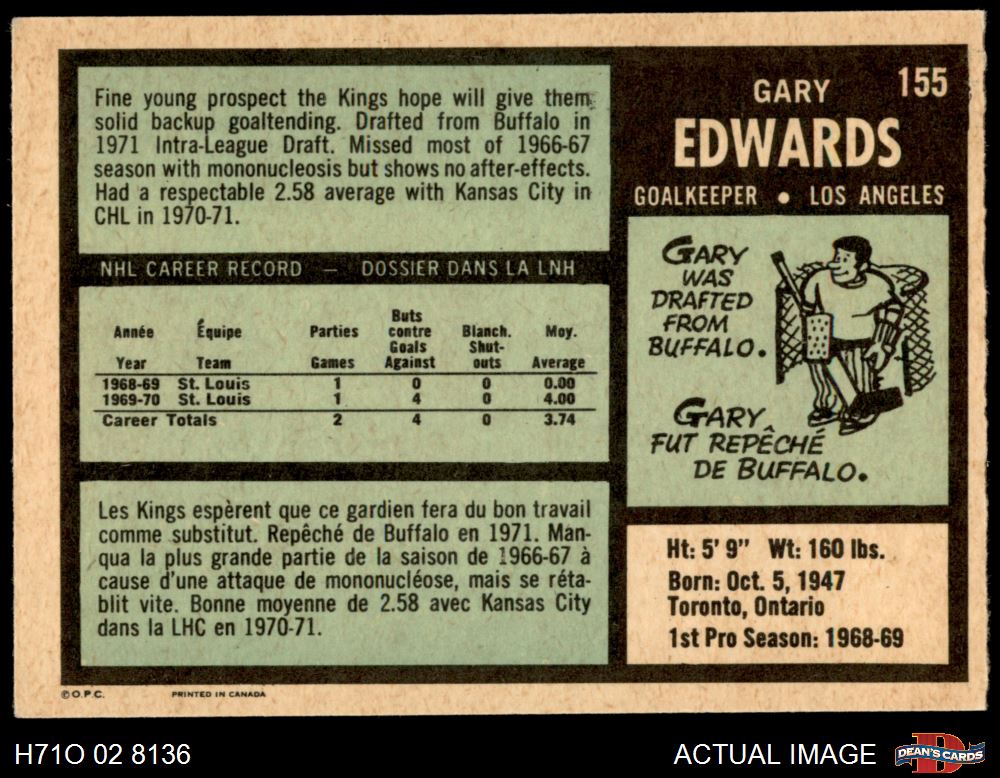 155
GARY
EDWARDS
GOALKEEPER • LOS ANGELES
Fine young prospect the Kings hope will give them
solid backup goaltending. Drafted from Buffalo in
1971 Intra-League Draft. Missed most of 1966-67
season with mononucleosis but shows no after-effects.
Had a respectable 2.58 average with Kansas City in
CHL in 1970-71.
NHL CAREER RECORD — DOSSIER DANS LA LNH
Année Équipe Parties Buts contre Blanch. Moy.
Year Team Games Goals Against Shut-outs Average
1968-69 St. Louis 1 0 0 0.00
1969-70 St. Louis 1 4 0 4.00
Career Totals 2 4 0 3.74
Les Kings espèrent que ce gardien fera du bon travail
comme substitut. Repêché de Buffalo en 1971. Man-
qua la plus grande partie de la saison de 1966-67 à
cause d'une attaque de mononucléose, mais se réta-
blit vite. Bonne moyenne de 2.58 avec Kansas City
dans la LHC en 1970-71.
GARY
WAS
DRAFTED
FROM
BUFFALO.
GARY
FUT REPÊCHÉ
DE BUFFALO.
Ht: 5' 9" Wt: 160 lbs.
Born: Oct. 5, 1947
Toronto, Ontario
1st Pro Season: 1968-69
© O.P.C. PRINTED IN CANADA
H71O 02 8136 ACTUAL IMAGE DEAN'S CARDS